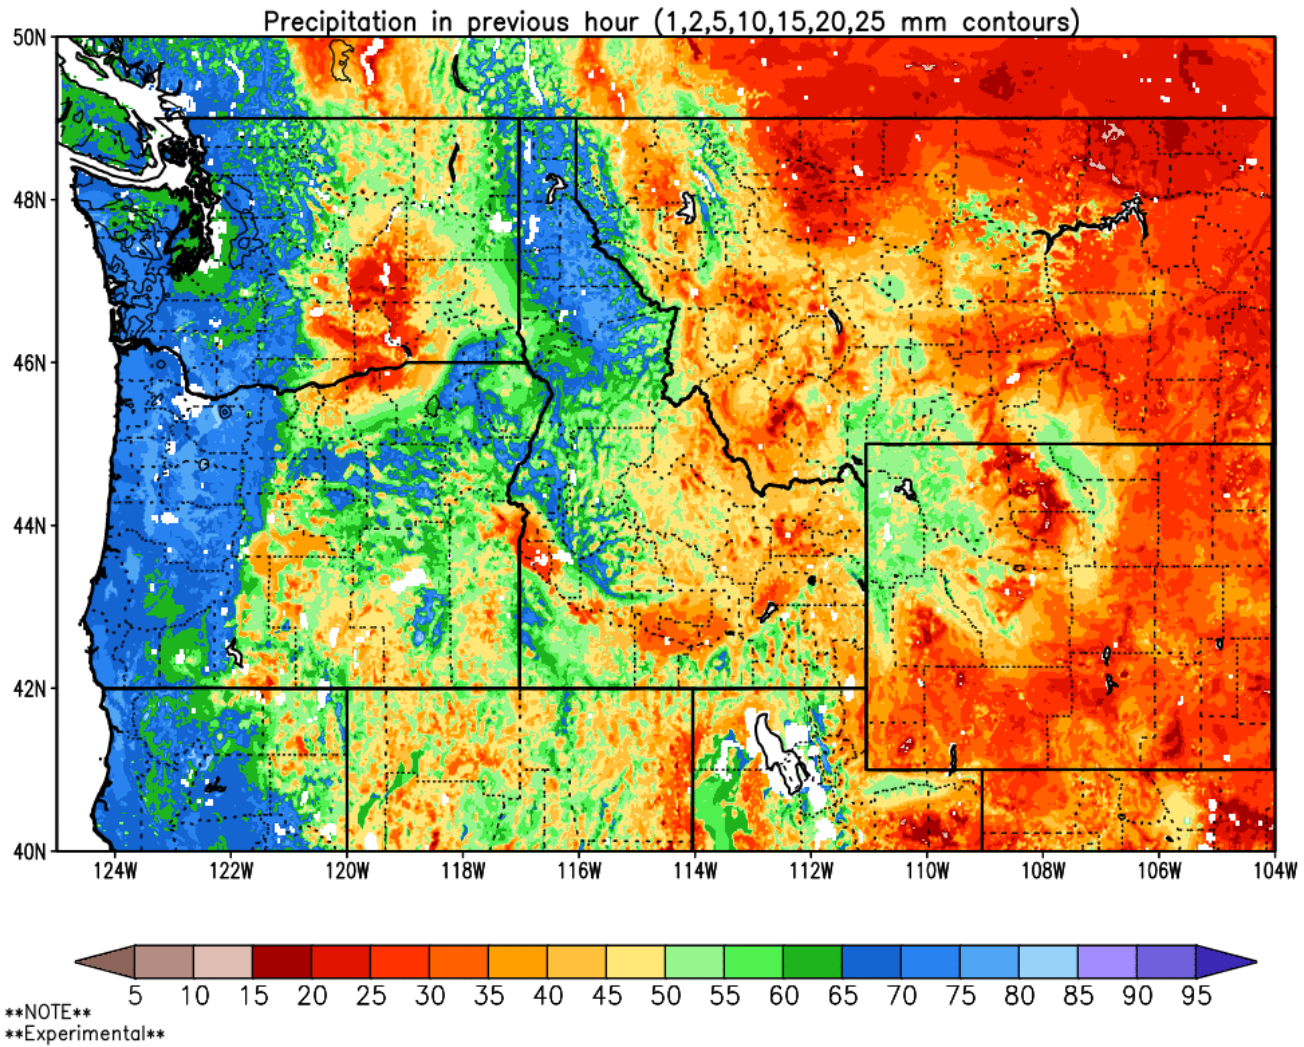 Precipitation in previous hour (1,2,5,10,15,20,25 mm contours)
50N
48N
46N
44N
42N
40N
124W 122W 120W 118W 116W 114W 112W 110W 108W 106W 104W
5 10 15 20 25 30 35 40 45 50 55 60 65 70 75 80 85 90 95
**NOTE**
**Experimental**